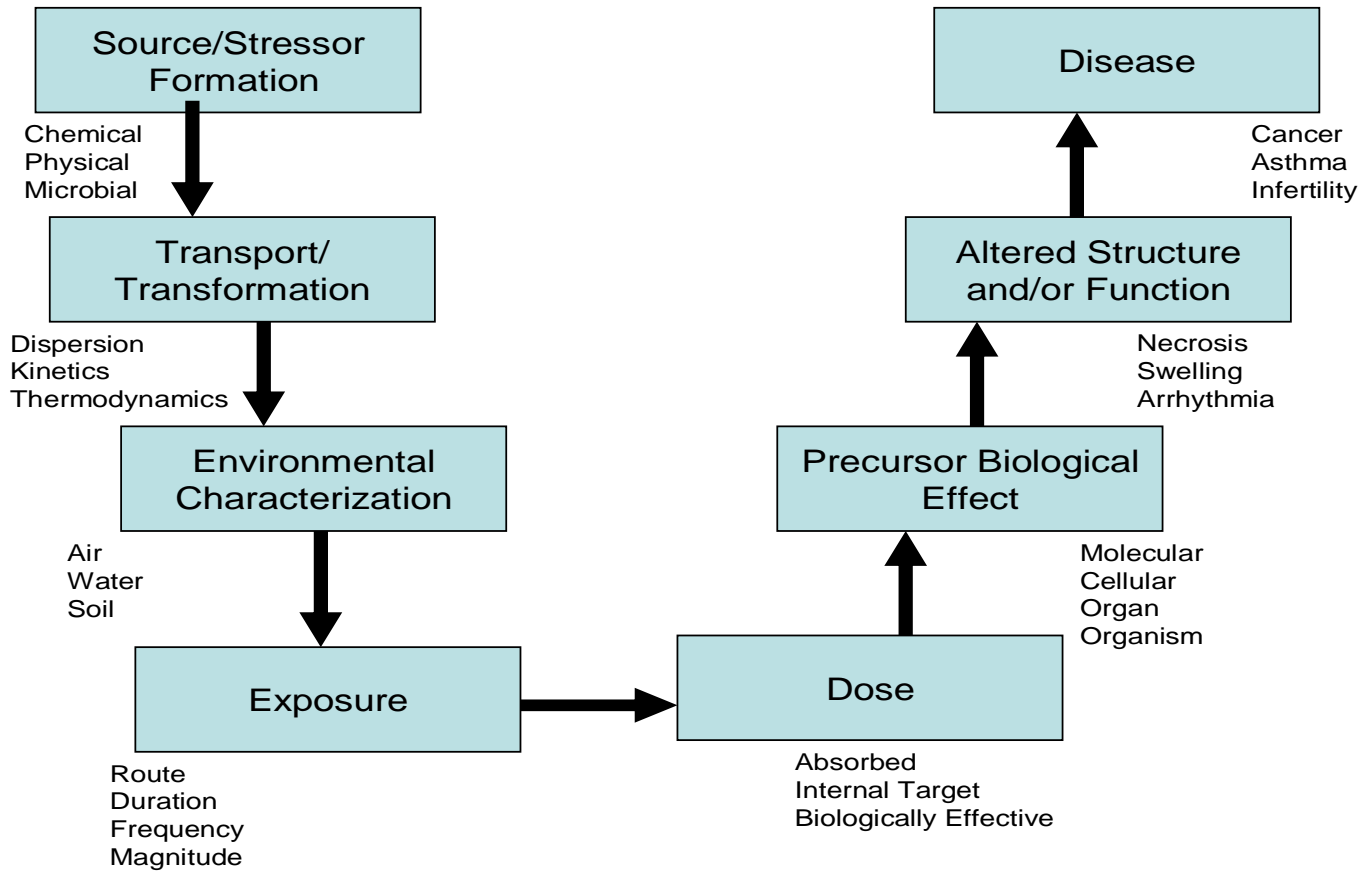 Source/Stressor
Formation
Chemical
Physical
Microbial
Transport/
Transformation
Dispersion
Kinetics
Thermodynamics
Environmental
Characterization
Air
Water
Soil
Exposure
Route
Duration
Frequency
Magnitude
Dose
Absorbed
Internal Target
Biologically Effective
Precursor Biological
Effect
Molecular
Cellular
Organ
Organism
Altered Structure
and/or Function
Necrosis
Swelling
Arrhythmia
Disease
Cancer
Asthma
Infertility